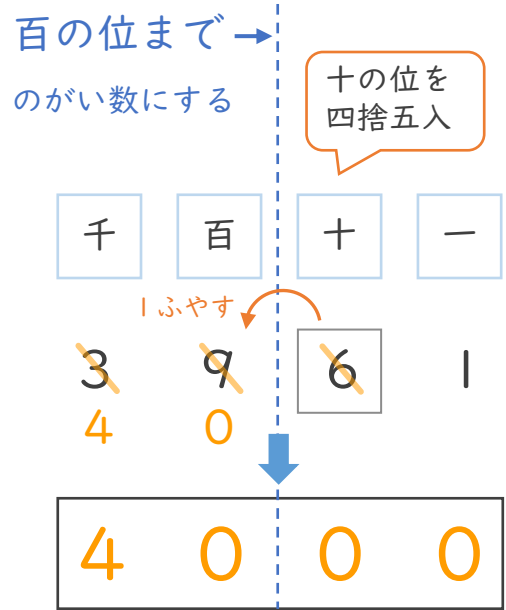 百の位まで
のがい数にする
十の位を
四捨五入
千 百 十 一
1ふやす
3 9 6 1
4 0
4 0 0 0